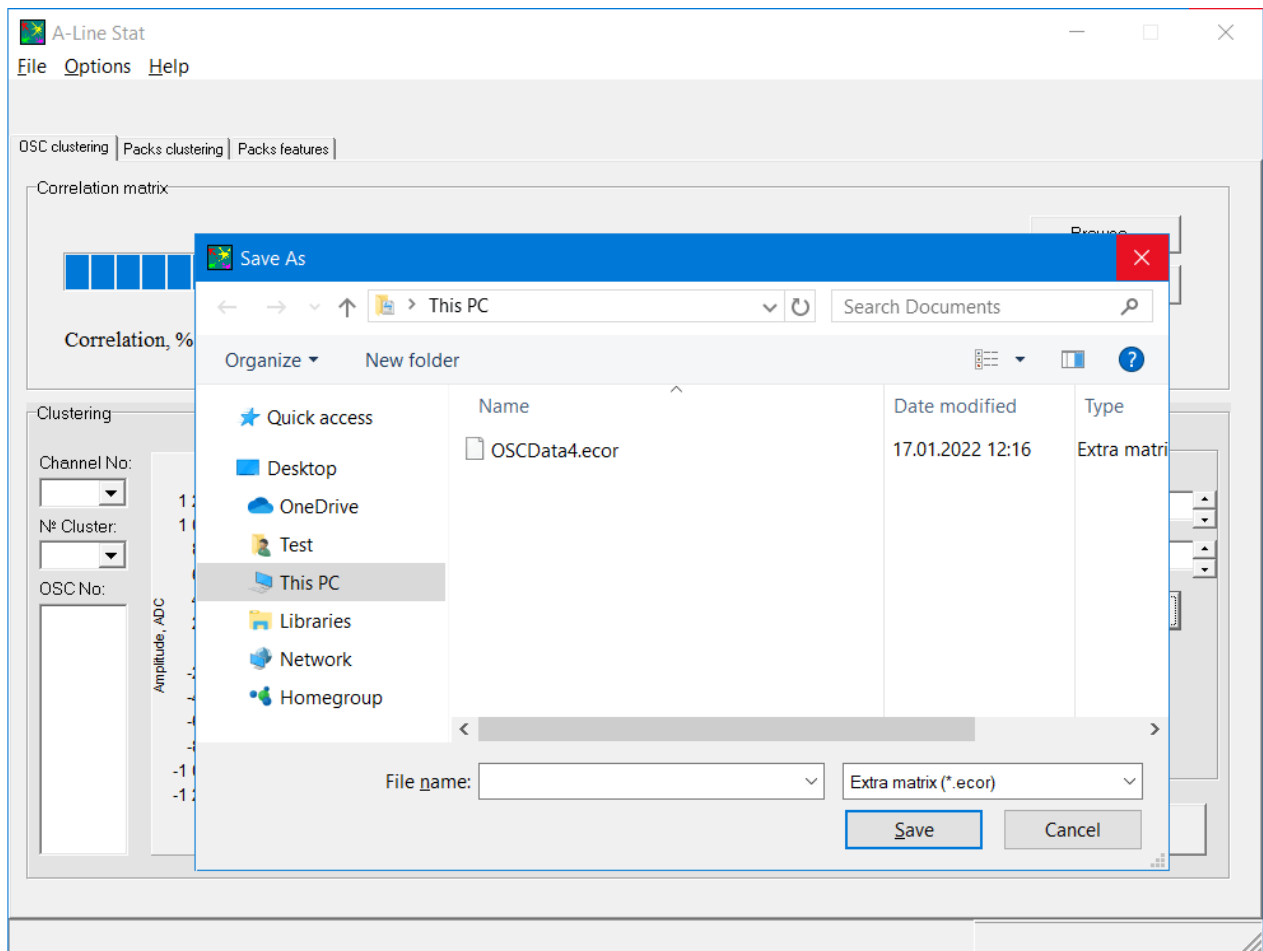 A-Line Stat
File Options Help
OSC clustering Packs clustering Packs features
Correlation matrix
Save As
This PC
Search Documents
Correlation, %
Organize New folder
Name Date modified Type
Quick access
OSCData4.ecor 17.01.2022 12:16 Extra matri
Clustering
Desktop
Channel No:
OneDrive
Nº Cluster:
Test
This PC
OSC No:
Libraries
Amplitude, ADC
Network
Homegroup
File name: Extra matrix (*.ecor)
Save Cancel